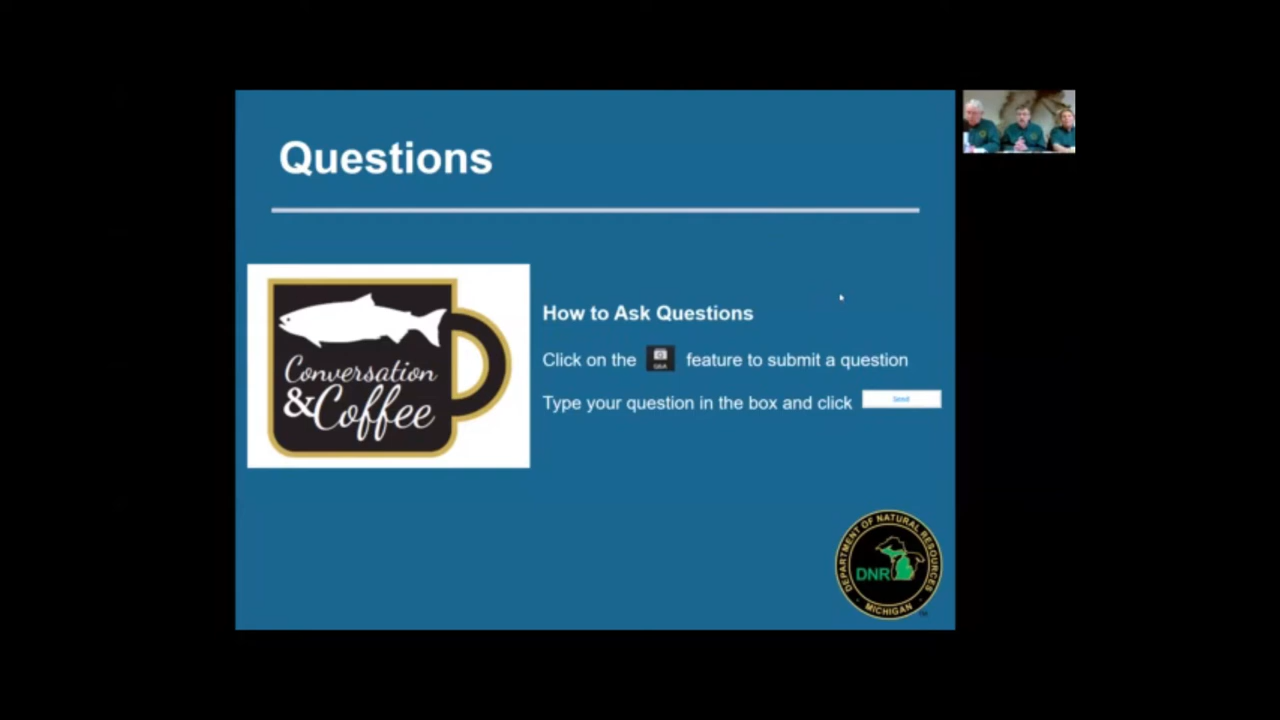 Questions
How to Ask Questions
Click on the Q&A feature to submit a question
Type your question in the box and click Send
Conversation
&Coffee
DEPARTMENT OF NATURAL RESOURCES
DNR
MICHIGAN